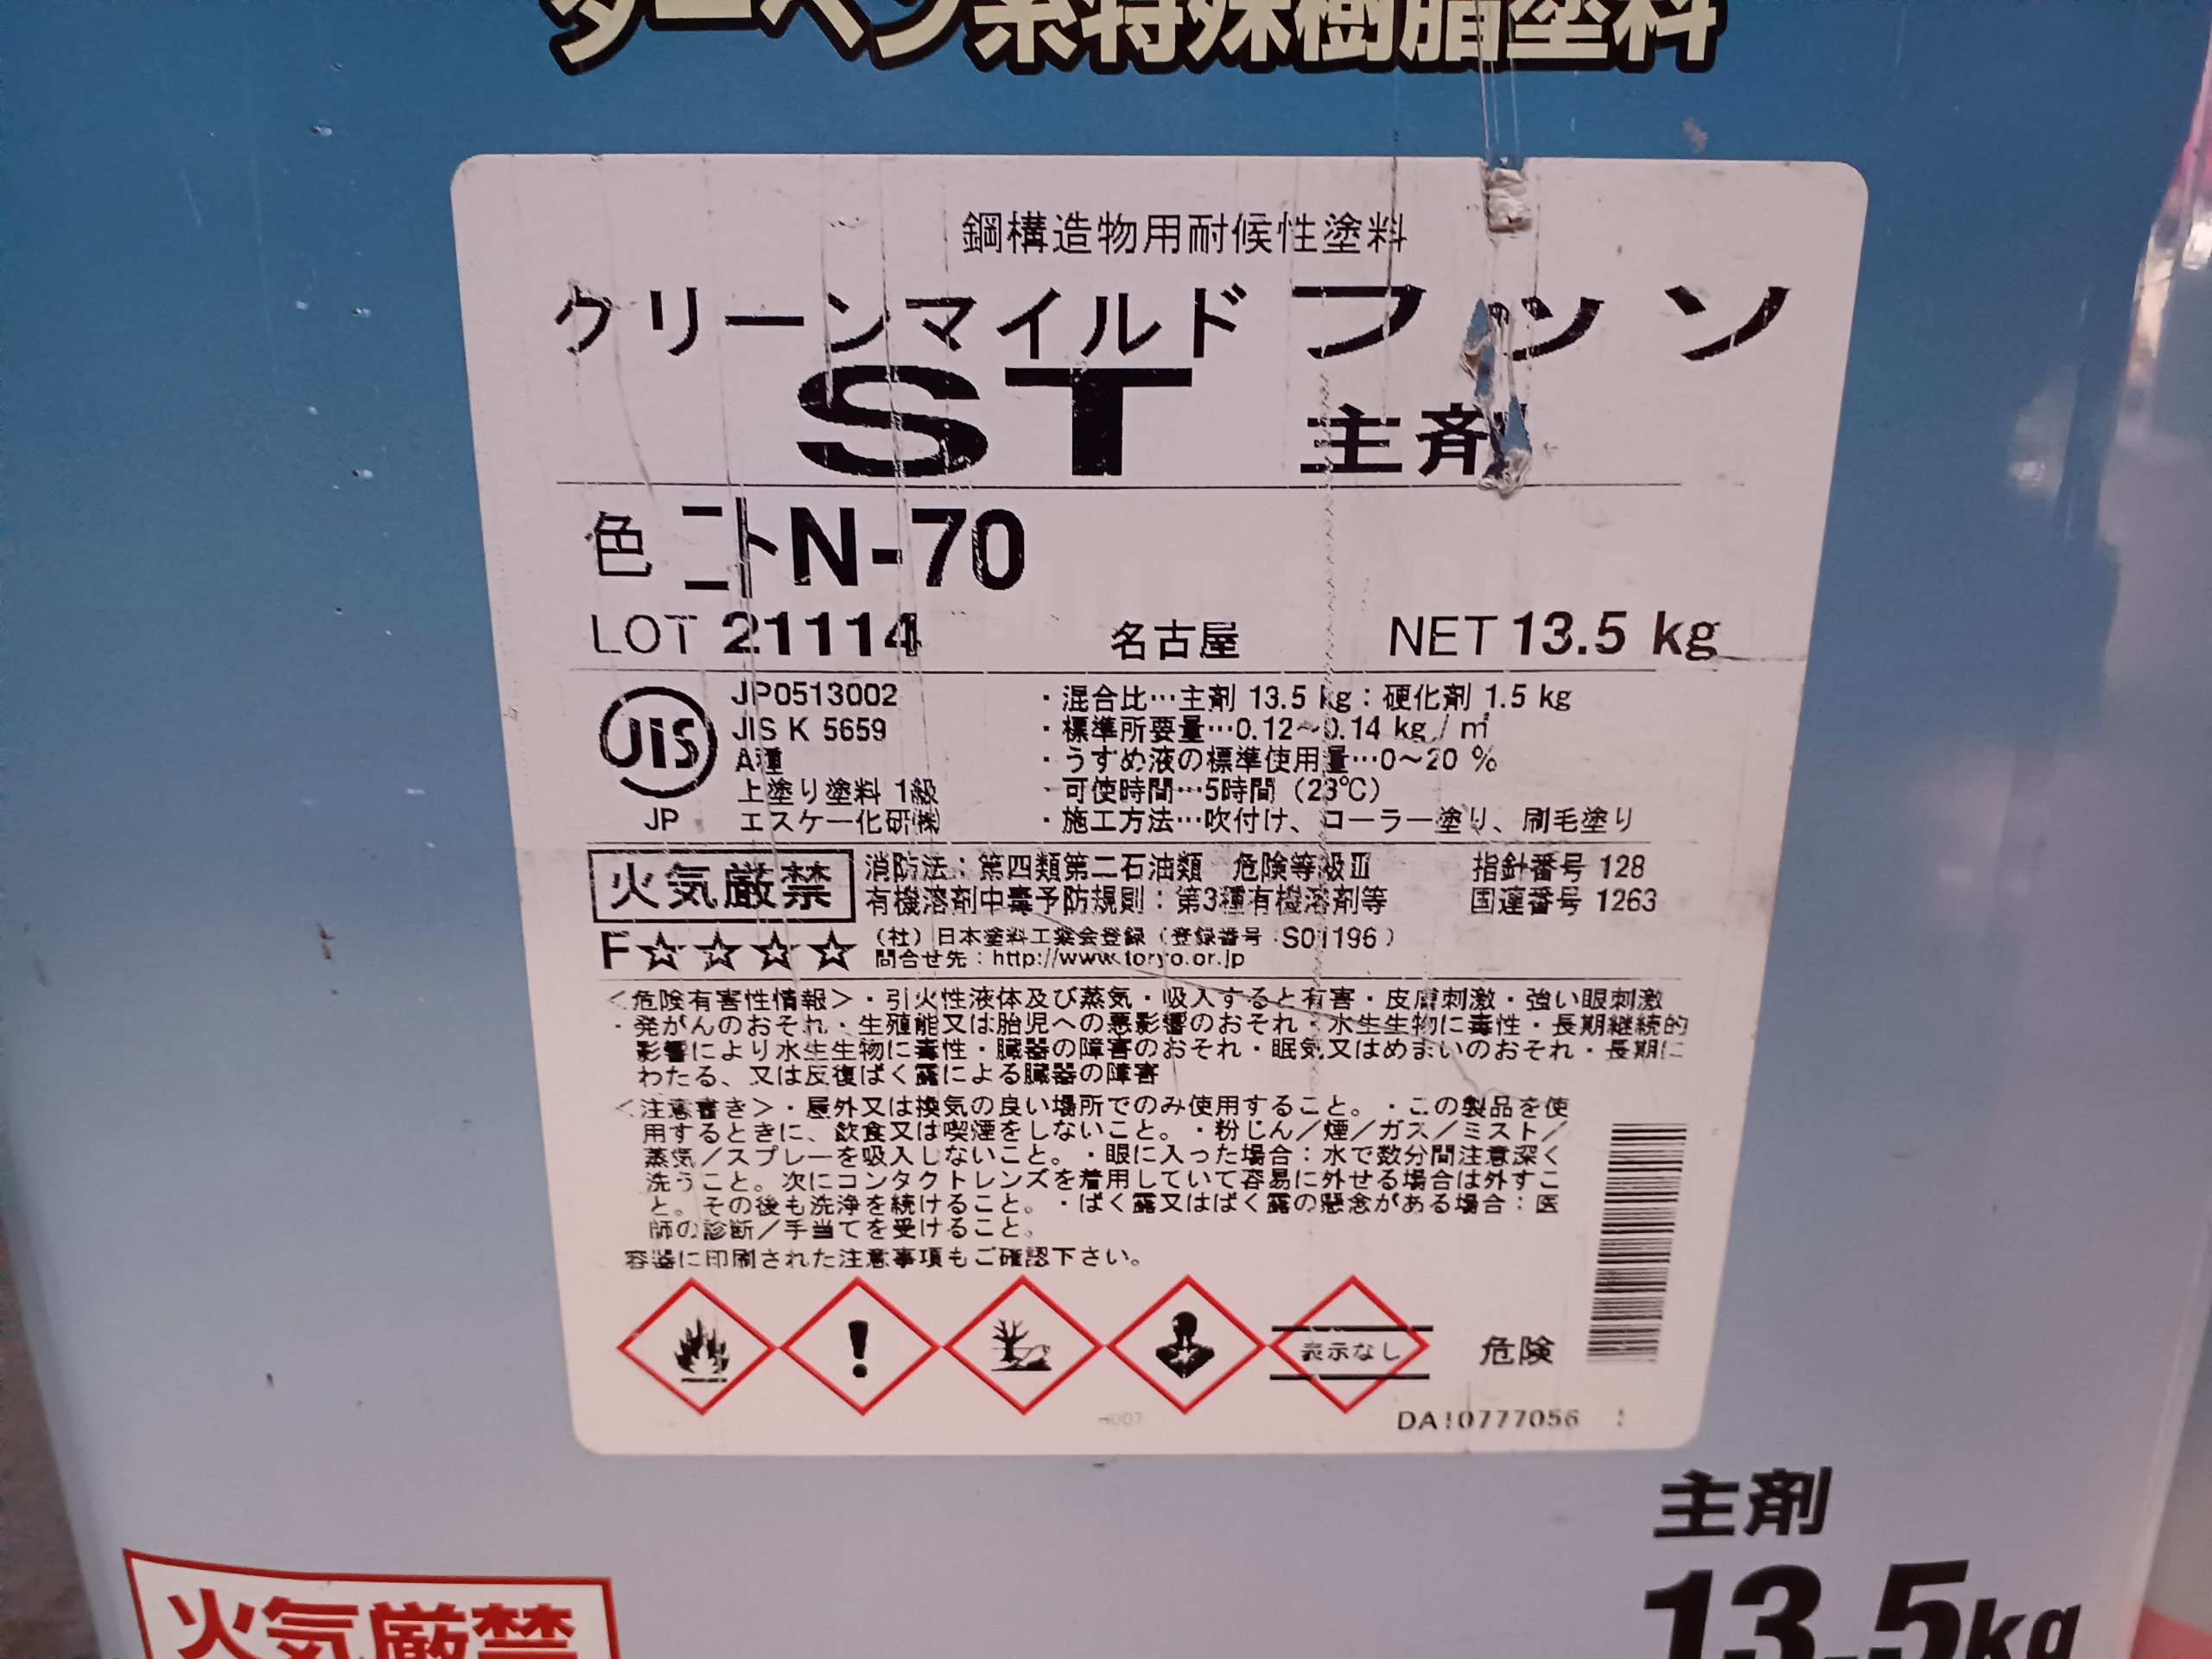 ターペン系特殊樹脂塗料
鋼構造物用耐候性塗料
クリーンマイルド フッソ
ST 主剤
色 ニトN-70
LOT 21114 名古屋 NET 13.5 kg
JIS
JP
JP0513002
JIS K 5659
A種
上塗り塗料 1級
エスケー化研㈱
・混合比…主剤 13.5 kg：硬化剤 1.5 kg
・標準所要量…0.12～0.14 kg / ㎡
・うすめ液の標準使用量…0～20 %
・可使時間…5時間（23℃）
・施工方法…吹付け、ローラー塗り、刷毛塗り
火気厳禁
消防法：第四類第二石油類 危険等級Ⅲ 指針番号 128
有機溶剤中毒予防規則：第3種有機溶剤等 国連番号 1263
F☆☆☆☆
（社）日本塗料工業会登録（登録番号：S01196）
問合せ先：http://www.toryo.or.jp
＜危険有害性情報＞・引火性液体及び蒸気・吸入すると有害・皮膚刺激・強い眼刺激
・発がんのおそれ・生殖能又は胎児への悪影響のおそれ・水生生物に毒性・長期継続的
影響により水生生物に毒性・臓器の障害のおそれ・眠気又はめまいのおそれ・長期に
わたる、又は反復ばく露による臓器の障害
＜注意書き＞・屋外又は換気の良い場所でのみ使用すること。・この製品を使
用するときに、飲食又は喫煙をしないこと。・粉じん／煙／ガス／ミスト／
蒸気／スプレーを吸入しないこと。・眼に入った場合：水で数分間注意深く
洗うこと。次にコンタクトレンズを着用していて容易に外せる場合は外すこ
と。その後も洗浄を続けること。・ばく露又はばく露の懸念がある場合：医
師の診断／手当てを受けること。
容器に印刷された注意事項もご確認下さい。
表示なし
危険
DA10777056
主剤
13.5kg
火気厳禁